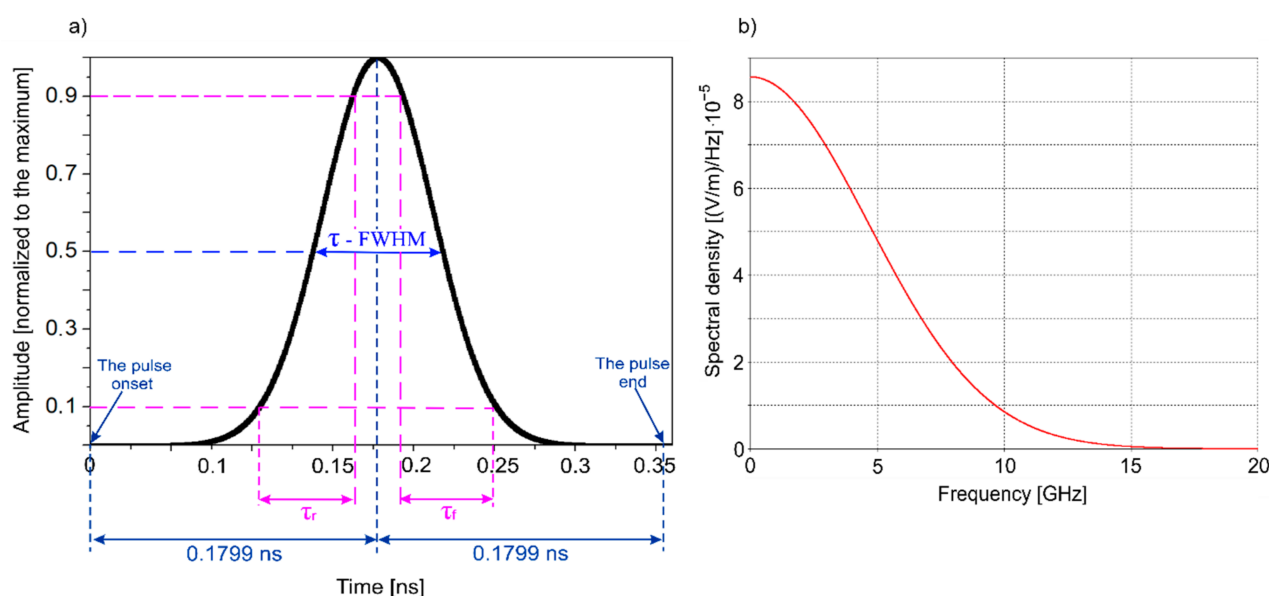 a)
Amplitude [normalized to the maximum]
0.9
0.7
0.5
0.3
0.1
τ - FWHM
The pulse
onset
The pulse
end
0 0.1 0.15 0.2 0.25 0.3 0.35
τr
τf
0.1799 ns
0.1799 ns
Time [ns]
b)
Spectral density [(V/m)/Hz]·10⁻⁵
8
6
4
2
0
0 5 10 15 20
Frequency [GHz]